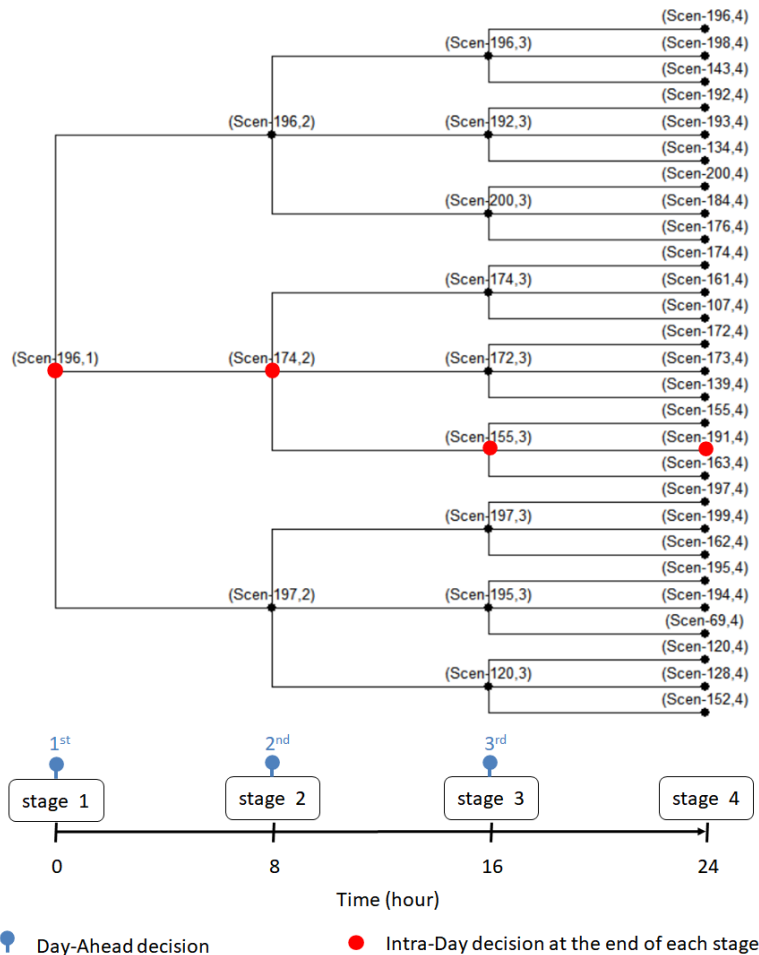 (Scen-196,4)
(Scen-196,3)
(Scen-198,4)
(Scen-143,4)
(Scen-192,4)
(Scen-196,2)
(Scen-192,3)
(Scen-193,4)
(Scen-134,4)
(Scen-200,4)
(Scen-200,3)
(Scen-184,4)
(Scen-176,4)
(Scen-174,4)
(Scen-174,3)
(Scen-161,4)
(Scen-107,4)
(Scen-172,4)
(Scen-196,1)
(Scen-174,2)
(Scen-172,3)
(Scen-173,4)
(Scen-139,4)
(Scen-155,4)
(Scen-155,3)
(Scen-191,4)
(Scen-163,4)
(Scen-197,4)
(Scen-197,3)
(Scen-199,4)
(Scen-162,4)
(Scen-195,4)
(Scen-197,2)
(Scen-195,3)
(Scen-194,4)
(Scen-69,4)
(Scen-120,4)
(Scen-120,3)
(Scen-128,4)
(Scen-152,4)
1st 2nd 3rd
stage 1 stage 2 stage 3 stage 4
0 8 16 24
Time (hour)
Day-Ahead decision
Intra-Day decision at the end of each stage